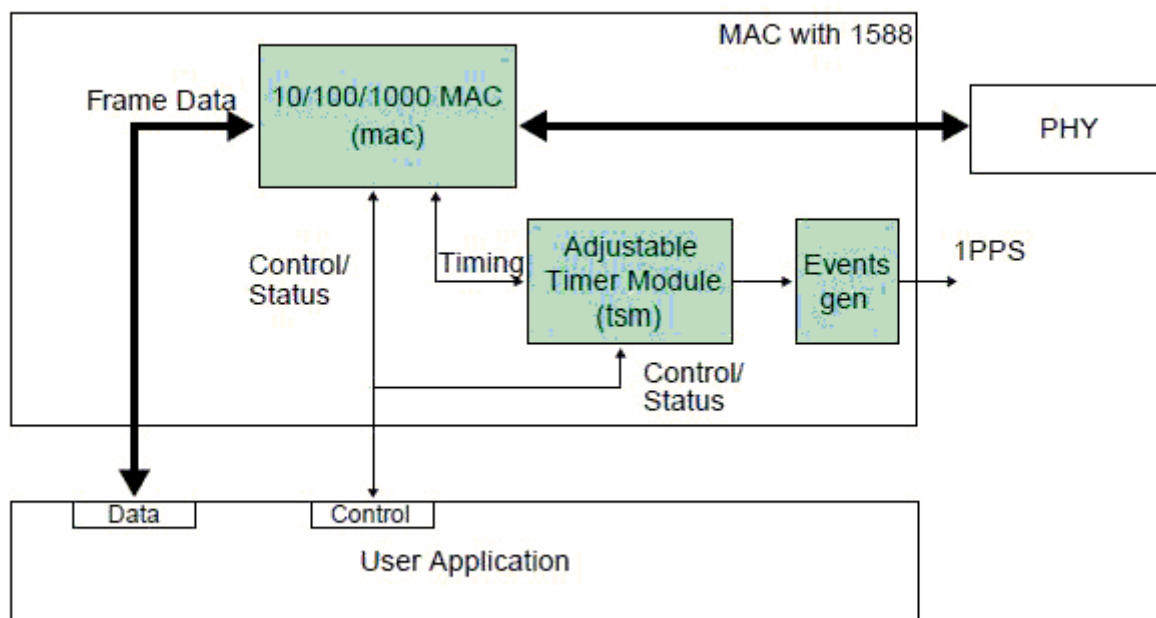 MAC with 1588
10/100/1000 MAC
(mac)
Frame Data
PHY
Control/
Status
Timing
Adjustable
Timer Module
(tsm)
Events
gen
1PPS
Control/
Status
Data
Control
User Application